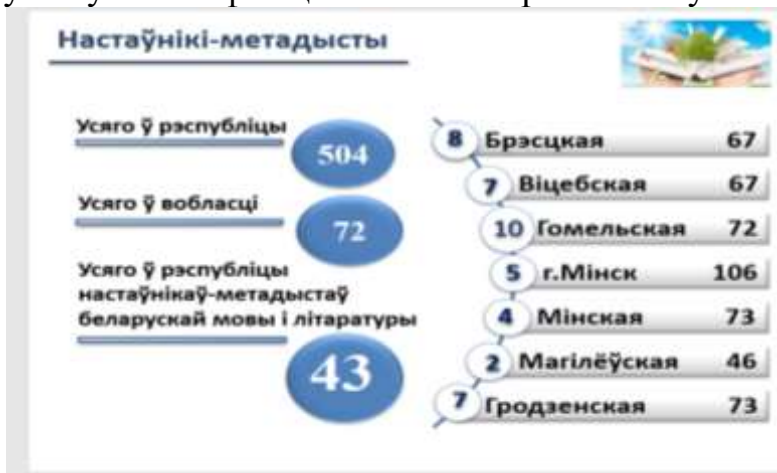 Настаўнікі-метадысты
Усяго ў рэспубліцы
504
Усяго ў вобласці
72
Усяго ў рэспубліцы
настаўнікаў-метадыстаў
беларускай мовы і літаратуры
43
8 Брэсцкая 67
7 Віцебская 67
10 Гомельская 72
5 г.Мінск 106
4 Мінская 73
2 Магілёўская 46
7 Гродзенская 73